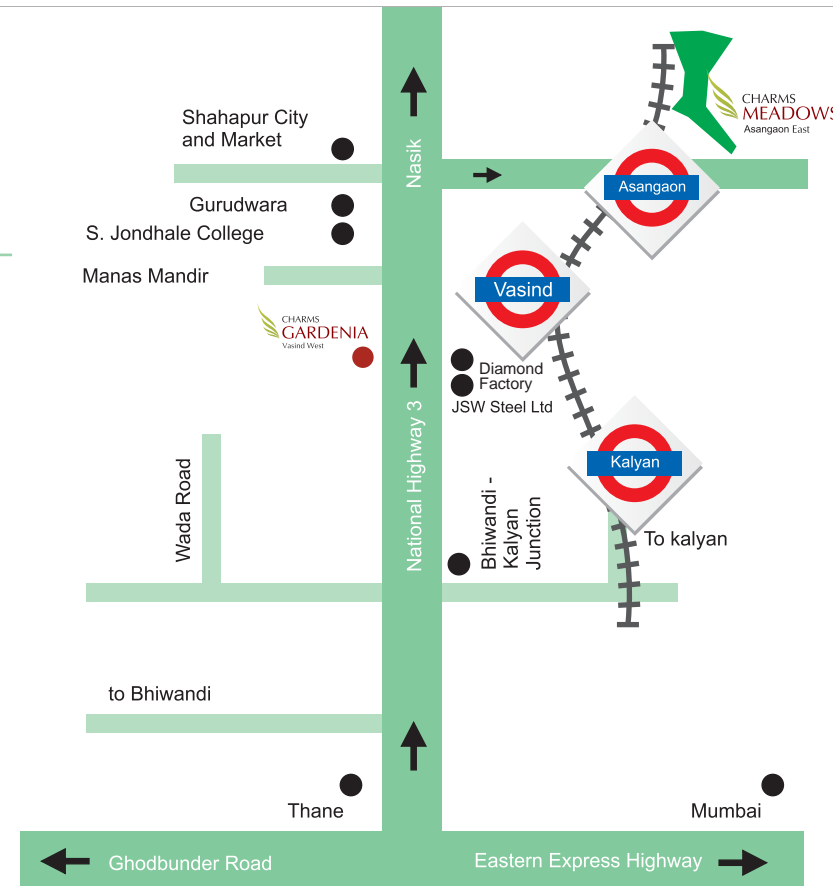 CHARMS
MEADOWS
Asangaon East
Shahapur City
and Market
Nasik
Asangaon
Gurudwara
S. Jondhale College
Manas Mandir
Vasind
CHARMS
GARDENIA
Vasind West
Diamond
Factory
JSW Steel Ltd
National Highway 3
Kalyan
Wada Road
Bhiwandi -
Kalyan
Junction
To kalyan
to Bhiwandi
Thane
Mumbai
Ghodbunder Road
Eastern Express Highway